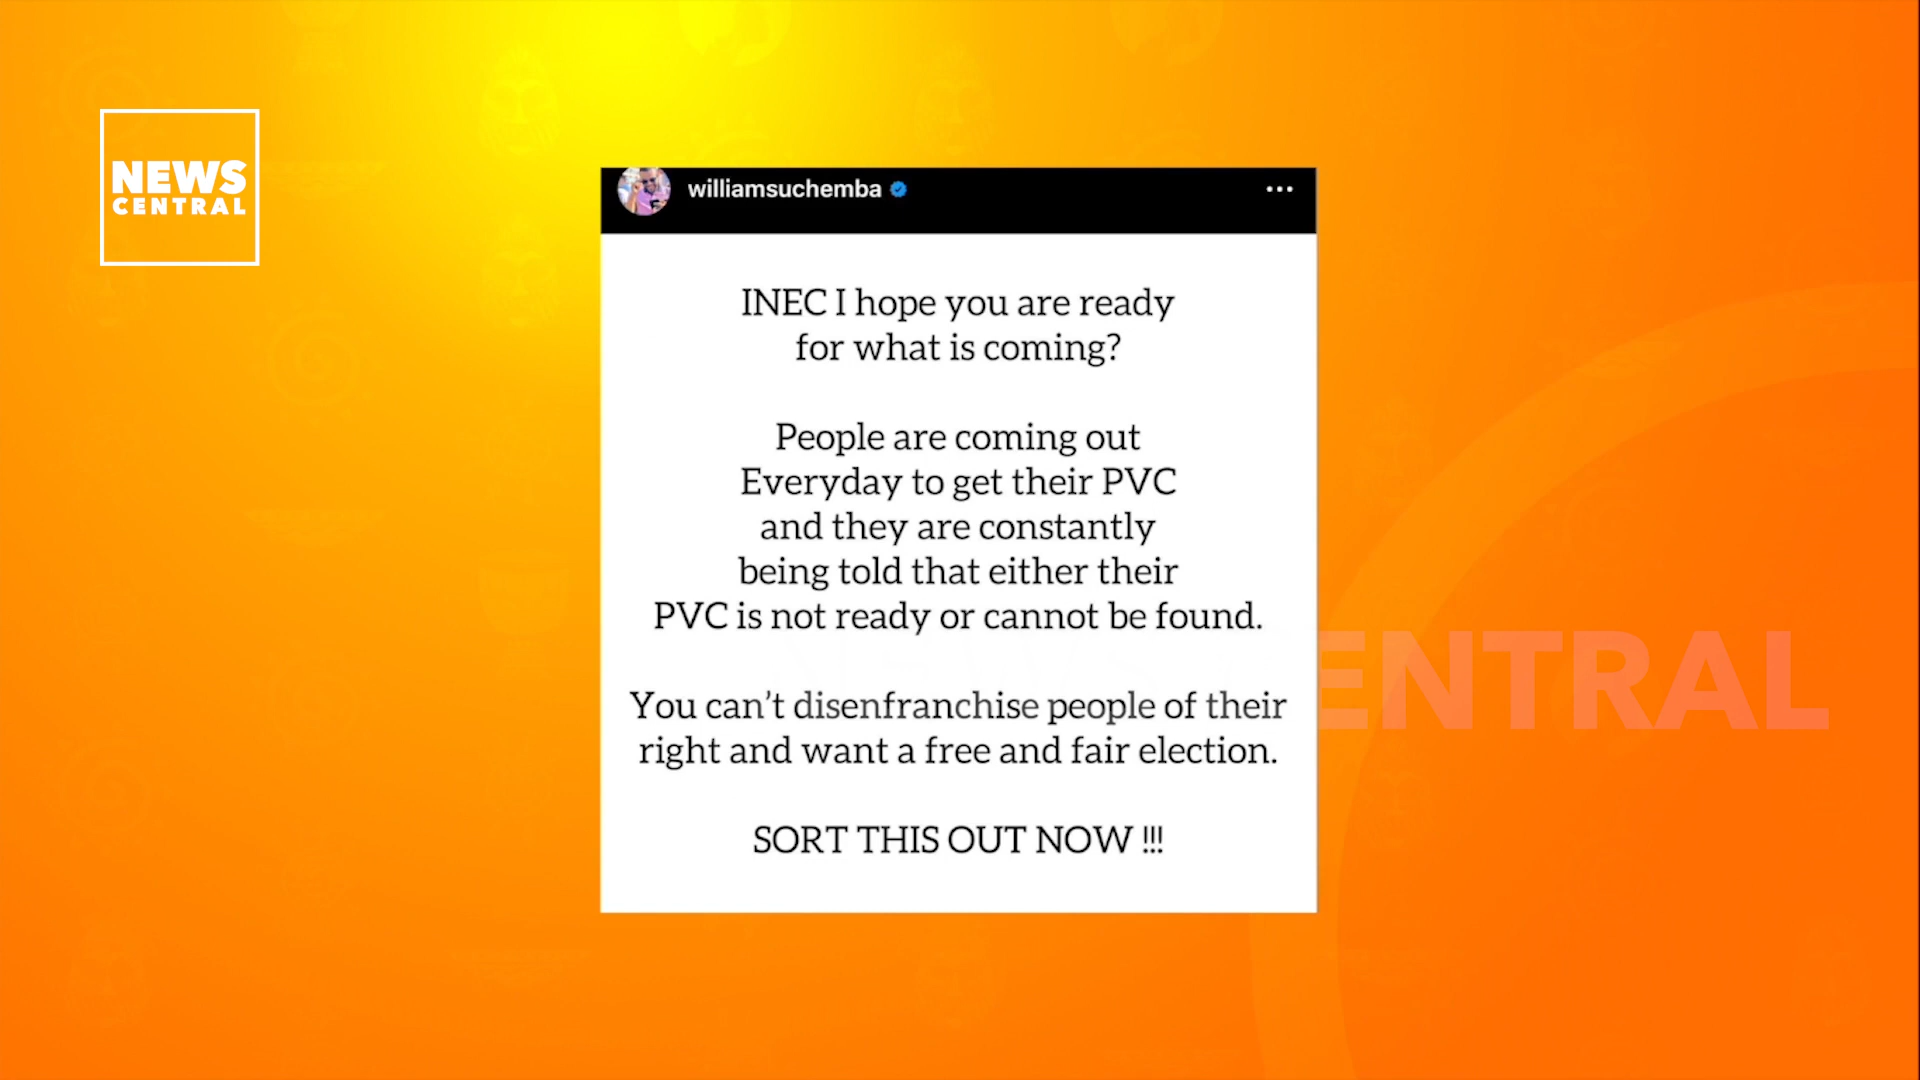 NEWS
CENTRAL
williamsuchemba
INEC I hope you are ready
for what is coming?
People are coming out
Everyday to get their PVC
and they are constantly
being told that either their
PVC is not ready or cannot be found.
You can’t disenfranchise people of their
right and want a free and fair election.
SORT THIS OUT NOW !!!
ENTRAL